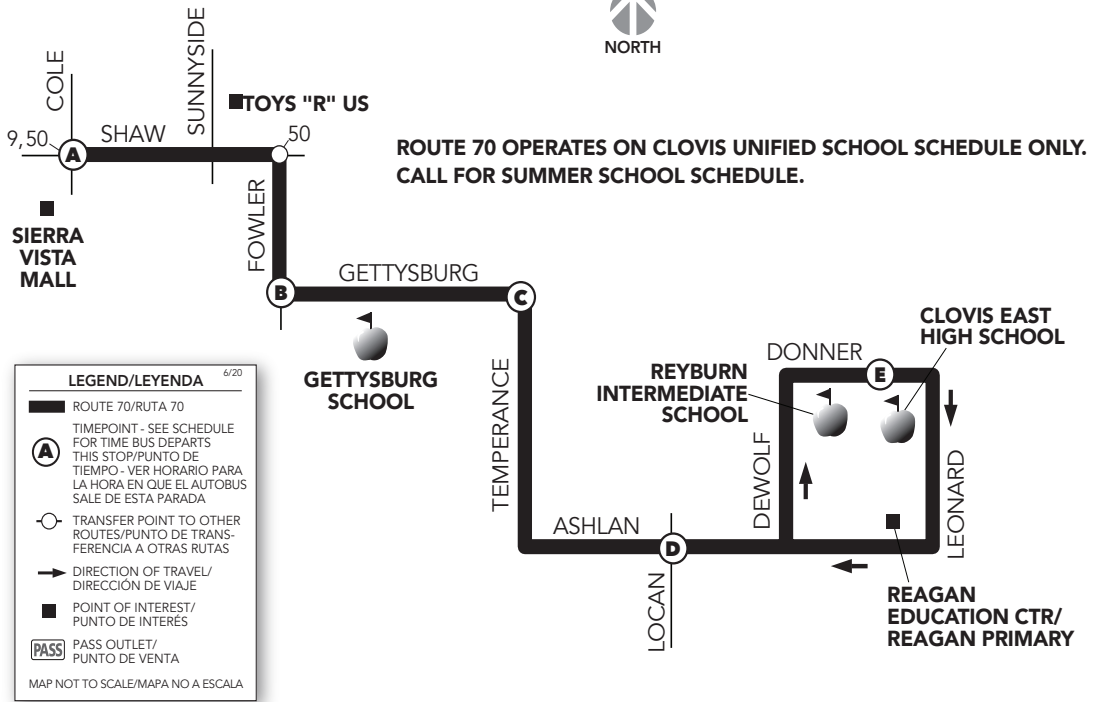 NORTH
COLE
SUNNYSIDE
TOYS "R" US
9, 50
A
SHAW
50
ROUTE 70 OPERATES ON CLOVIS UNIFIED SCHOOL SCHEDULE ONLY.
CALL FOR SUMMER SCHOOL SCHEDULE.
SIERRA
VISTA
MALL
FOWLER
B
GETTYSBURG
C
GETTYSBURG
SCHOOL
TEMPERANCE
CLOVIS EAST
HIGH SCHOOL
DONNER
E
REYBURN
INTERMEDIATE
SCHOOL
DEWOLF
LEONARD
ASHLAN
D
LOCAN
REAGAN
EDUCATION CTR/
REAGAN PRIMARY
LEGEND/LEYENDA 6/20
ROUTE 70/RUTA 70
A
TIMEPOINT - SEE SCHEDULE
FOR TIME BUS DEPARTS
THIS STOP/PUNTO DE
TIEMPO - VER HORARIO PARA
LA HORA EN QUE EL AUTOBUS
SALE DE ESTA PARADA
TRANSFER POINT TO OTHER
ROUTES/PUNTO DE TRANS-
FERENCIA A OTRAS RUTAS
DIRECTION OF TRAVEL/
DIRECCIÓN DE VIAJE
POINT OF INTEREST/
PUNTO DE INTERÉS
PASS
PASS OUTLET/
PUNTO DE VENTA
MAP NOT TO SCALE/MAPA NO A ESCALA